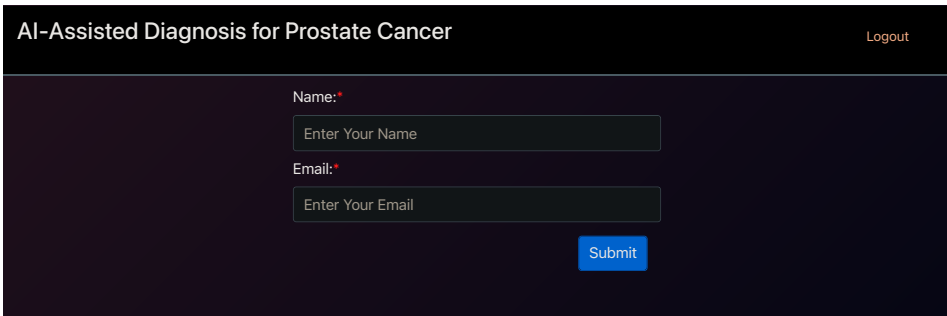 AI-Assisted Diagnosis for Prostate Cancer
Logout
Name:*
Enter Your Name
Email:*
Enter Your Email
Submit